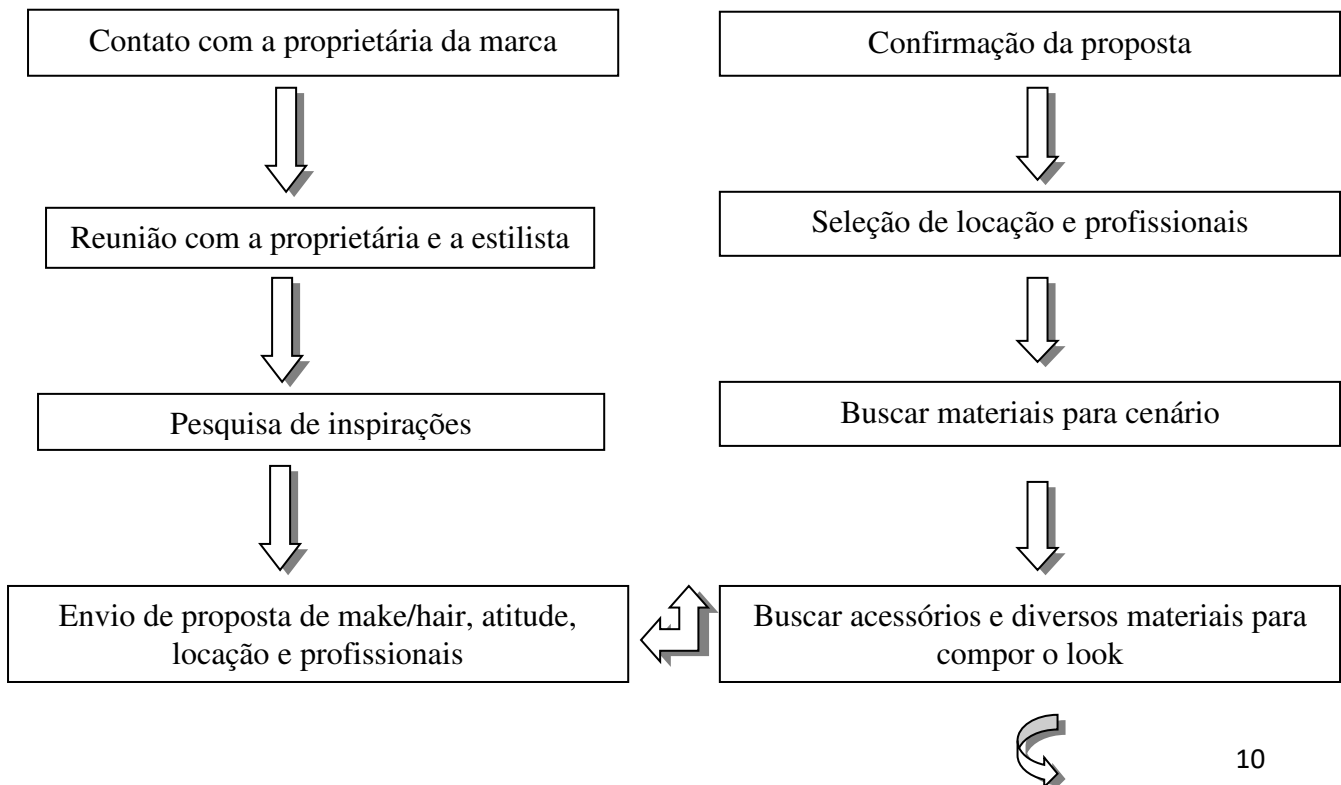 Contato com a proprietária da marca
Reunião com a proprietária e a estilista
Pesquisa de inspirações
Envio de proposta de make/hair, atitude,
locação e profissionais
Confirmação da proposta
Seleção de locação e profissionais
Buscar materiais para cenário
Buscar acessórios e diversos materiais para
compor o look
10